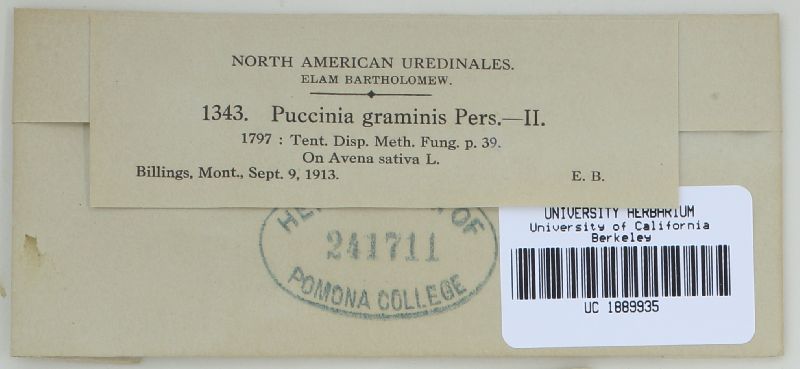 NORTH AMERICAN UREDINALES.
ELAM BARTHOLOMEW.
1343. Puccinia graminis Pers.—II.
1797 : Tent. Disp. Meth. Fung. p. 39.
On Avena sativa L.
Billings, Mont., Sept. 9, 1913. E. B.
OF
241711
POMONA COLLEGE
UNIVERSITY HERBARIUM
University of California
Berkeley
UC 1889935